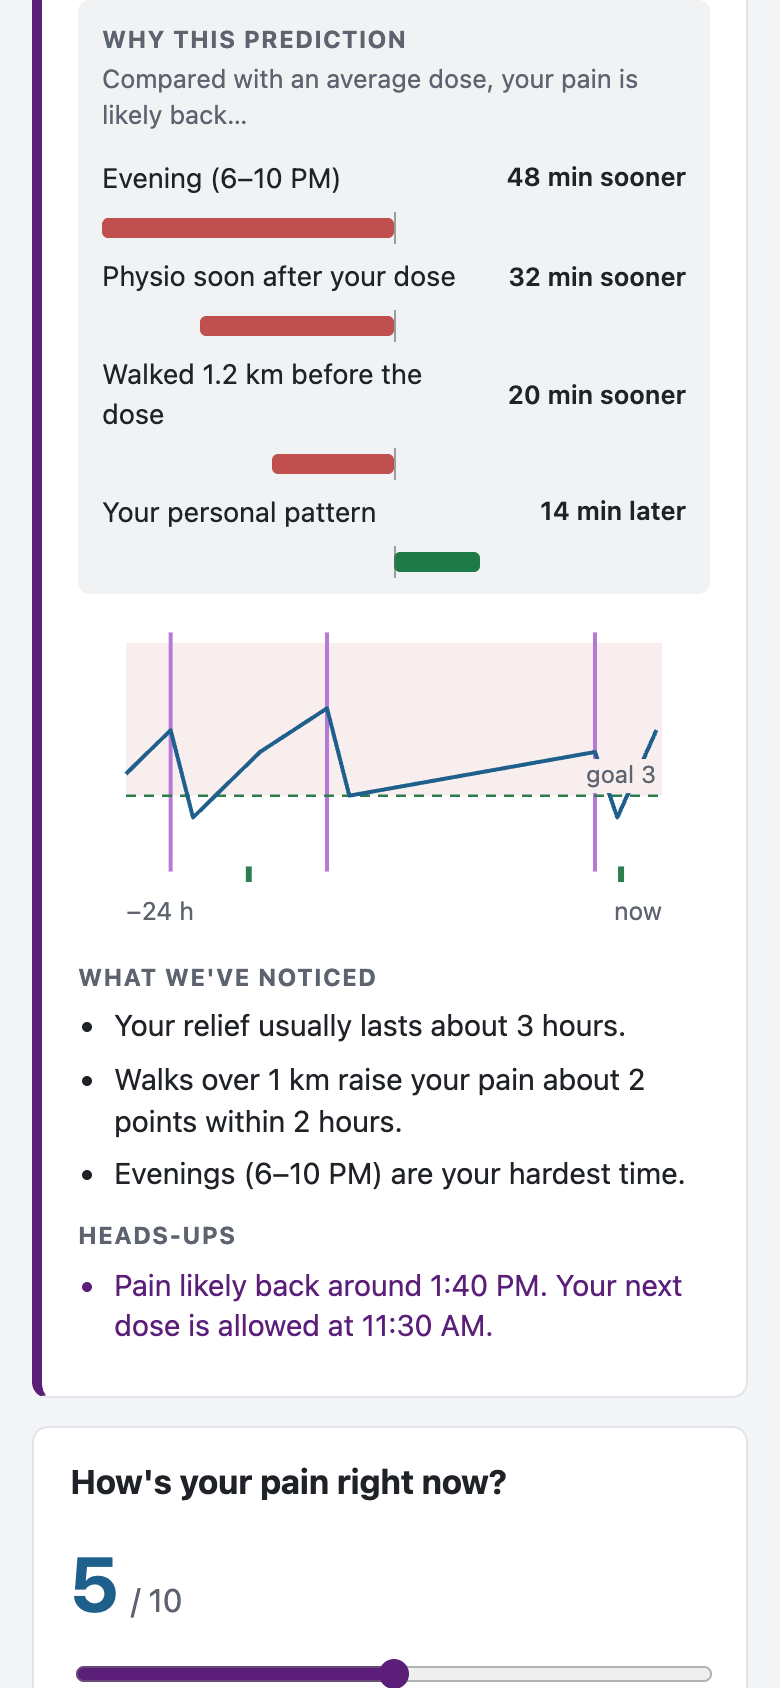 WHY THIS PREDICTION
Compared with an average dose, your pain is
likely back...
Evening (6–10 PM) 48 min sooner
Physio soon after your dose 32 min sooner
Walked 1.2 km before the
dose 20 min sooner
Your personal pattern 14 min later
goal 3
−24 h now
WHAT WE'VE NOTICED
• Your relief usually lasts about 3 hours.
• Walks over 1 km raise your pain about 2
points within 2 hours.
• Evenings (6–10 PM) are your hardest time.
HEADS-UPS
• Pain likely back around 1:40 PM. Your next
dose is allowed at 11:30 AM.
How's your pain right now?
5 / 10